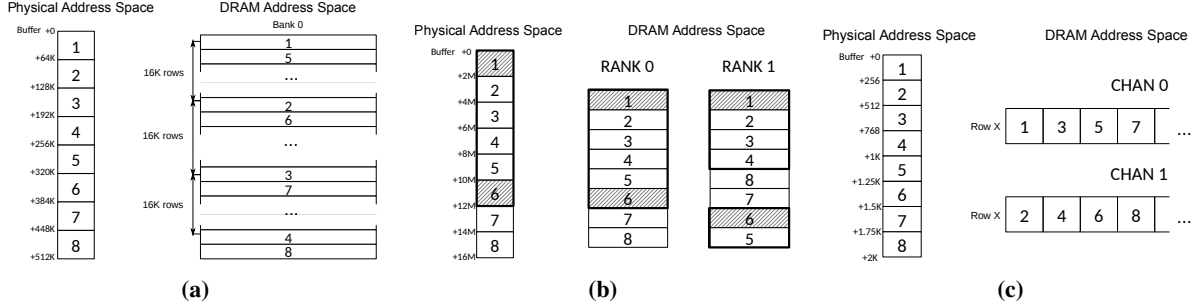 Physical Address Space
DRAM Address Space
Buffer +0
1
+64K
2
+128K
3
+192K
4
+256K
5
+320K
6
+384K
7
+448K
8
+512K
Bank 0
1
5
...
16K rows
2
6
...
16K rows
3
7
...
16K rows
4
8
(a)
Physical Address Space
DRAM Address Space
Buffer +0
1
+2M
2
+4M
3
+6M
4
+8M
5
+10M
6
+12M
7
+14M
8
+16M
RANK 0
1
2
3
4
5
6
7
8
RANK 1
1
2
3
4
8
7
6
5
(b)
Physical Address Space
DRAM Address Space
Buffer +0
1
+256
2
+512
3
+768
4
+1K
5
+1.25K
6
+1.5K
7
+1.75K
8
+2K
CHAN 0
Row X 1 3 5 7 ...
CHAN 1
Row X 2 4 6 8 ...
(c)